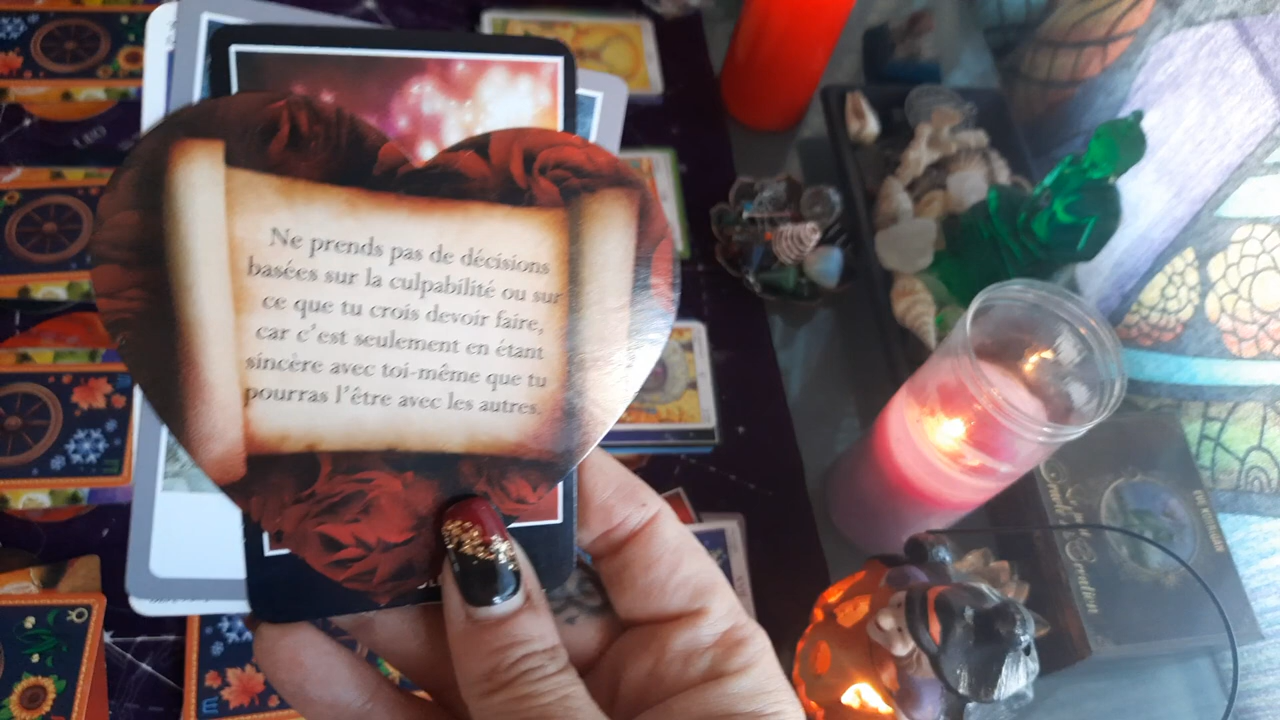 Ne prends pas de décisions
basées sur la culpabilité ou sur
ce que tu crois devoir faire,
car c'est seulement en étant
sincère avec toi-même que tu
pourras l'être avec les autres.
LEO